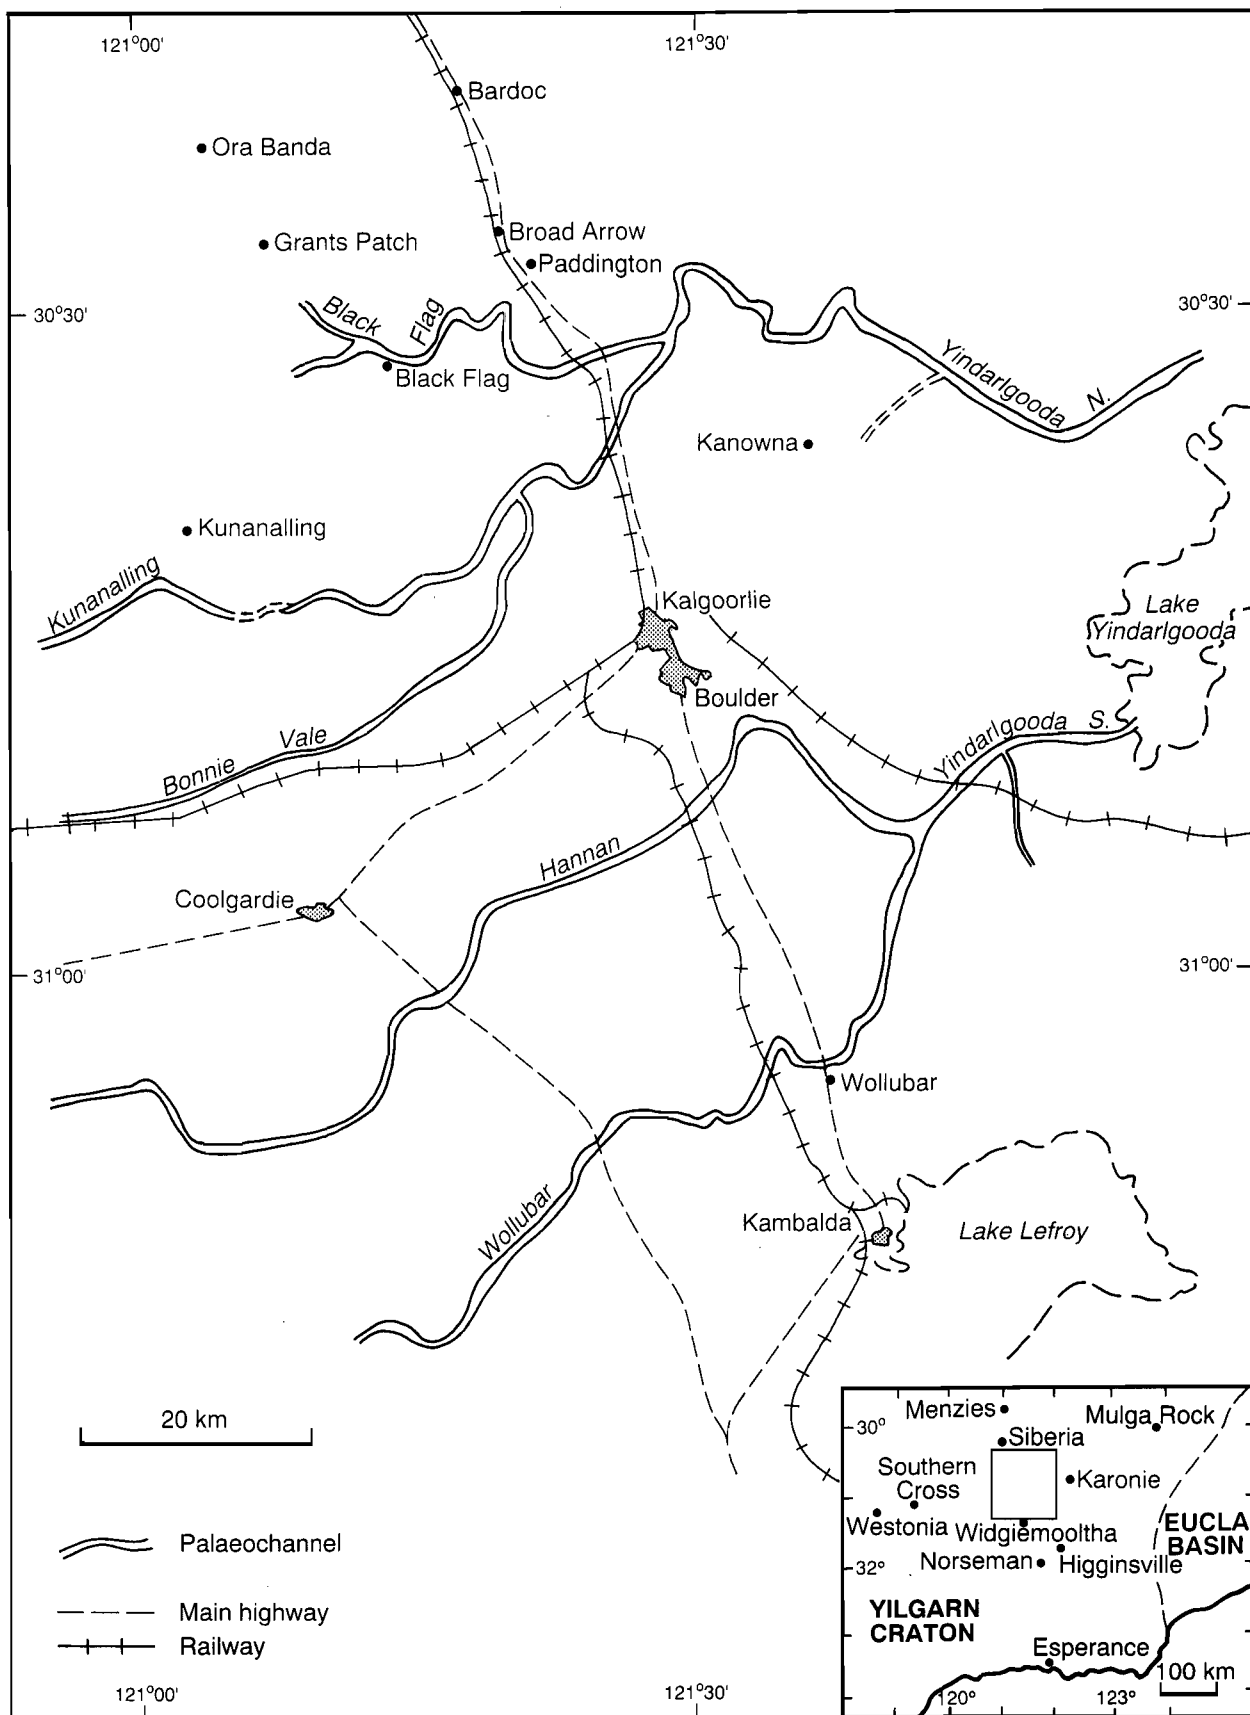 121°00'
121°30'
Bardoc
Ora Banda
Broad Arrow
Grants Patch
Paddington
30°30'
30°30'
Black
Flag
Black Flag
Yindarlgooda
N.
Kanowna
Kunanalling
Kunanalling
Kalgoorlie
Lake
Yindarlgooda
Boulder
Bonnie
Vale
Yindarlgooda
S.
Hannan
Coolgardie
31°00'
31°00'
Wollubar
Wollubar
Kambalda
Lake Lefroy
20 km
Palaeochannel
Main highway
Railway
121°00'
121°30'
Menzies
Mulga Rock
30°
Siberia
Southern
Cross
Karonie
Westonia
Widgiemooltha
EUCLA
BASIN
Norseman
Higginsville
32°
YILGARN
CRATON
Esperance
100 km
120°
123°